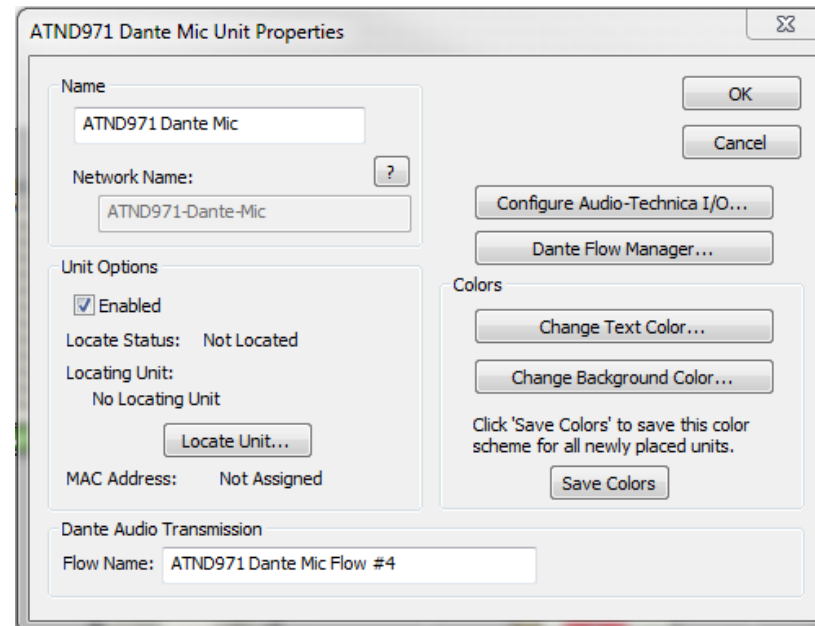 ATND971 Dante Mic Unit Properties
Name
ATND971 Dante Mic
Network Name:
?
ATND971-Dante-Mic
OK
Cancel
Configure Audio-Technica I/O...
Dante Flow Manager...
Unit Options
Enabled
Locate Status: Not Located
Locating Unit:
No Locating Unit
Locate Unit...
MAC Address: Not Assigned
Colors
Change Text Color...
Change Background Color...
Click 'Save Colors' to save this color
scheme for all newly placed units.
Save Colors
Dante Audio Transmission
Flow Name: ATND971 Dante Mic Flow #4